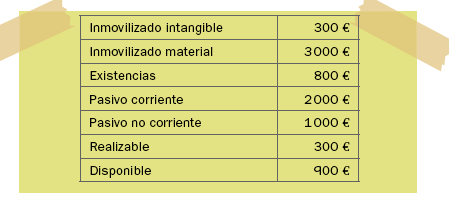 Inmovilizado intangible 300 €
Inmovilizado material 3000 €
Existencias 800 €
Pasivo corriente 2000 €
Pasivo no corriente 1000 €
Realizable 300 €
Disponible 900 €